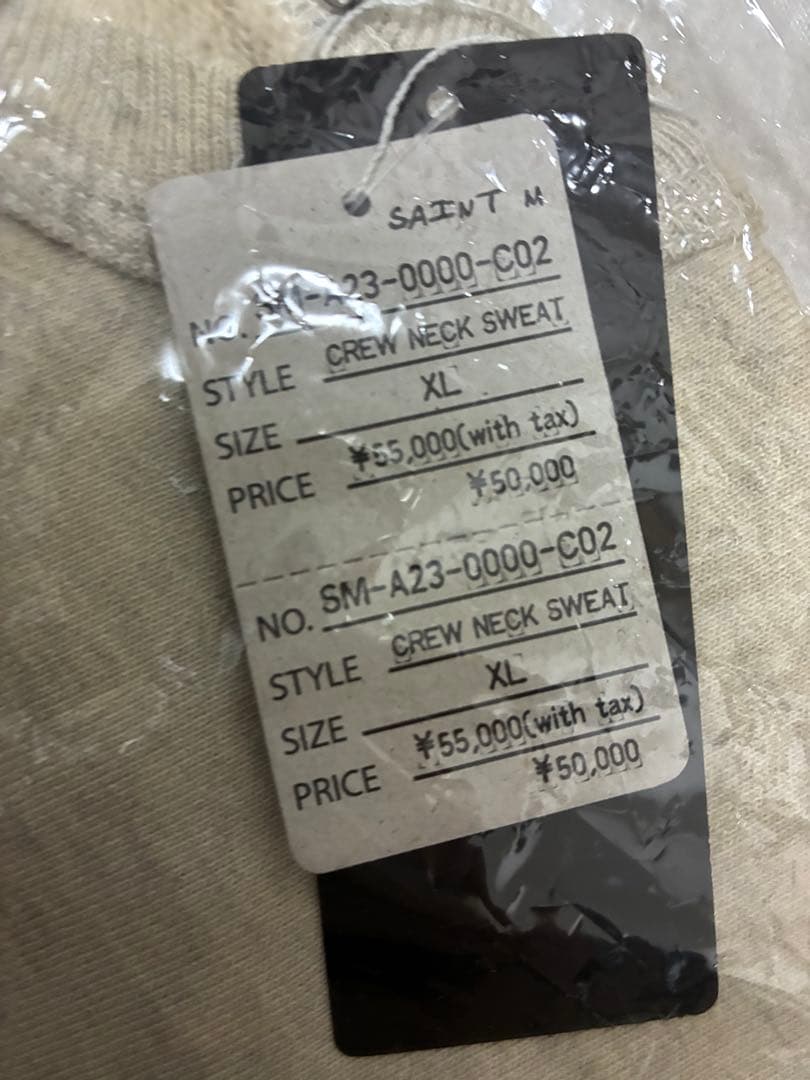 SAINT M
NO. SM-A23-0000-C02
STYLE CREW NECK SWEAT
SIZE XL
PRICE ¥55,000(with tax)
¥50,000
NO. SM-A23-0000-C02
STYLE CREW NECK SWEAT
SIZE XL
PRICE ¥55,000(with tax)
¥50,000